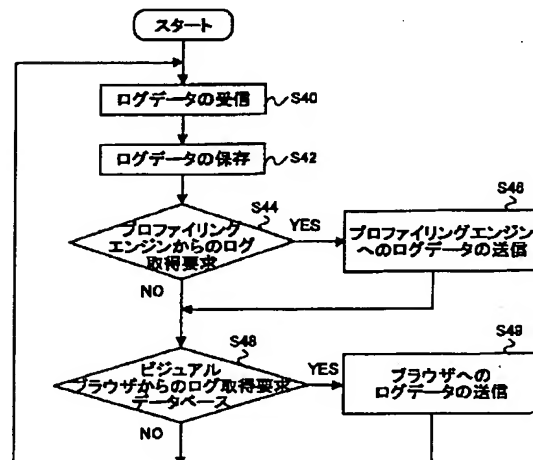 スタート
ログデータの受信
S40
ログデータの保存
S42
S44
プロファイリング
エンジンからのログ
取得要求
YES
NO
S46
プロファイリングエンジン
へのログデータの送信
S48
ビジュアル
ブラウザからのログ取得要求
データベース
YES
NO
S49
ブラウザへの
ログデータの送信